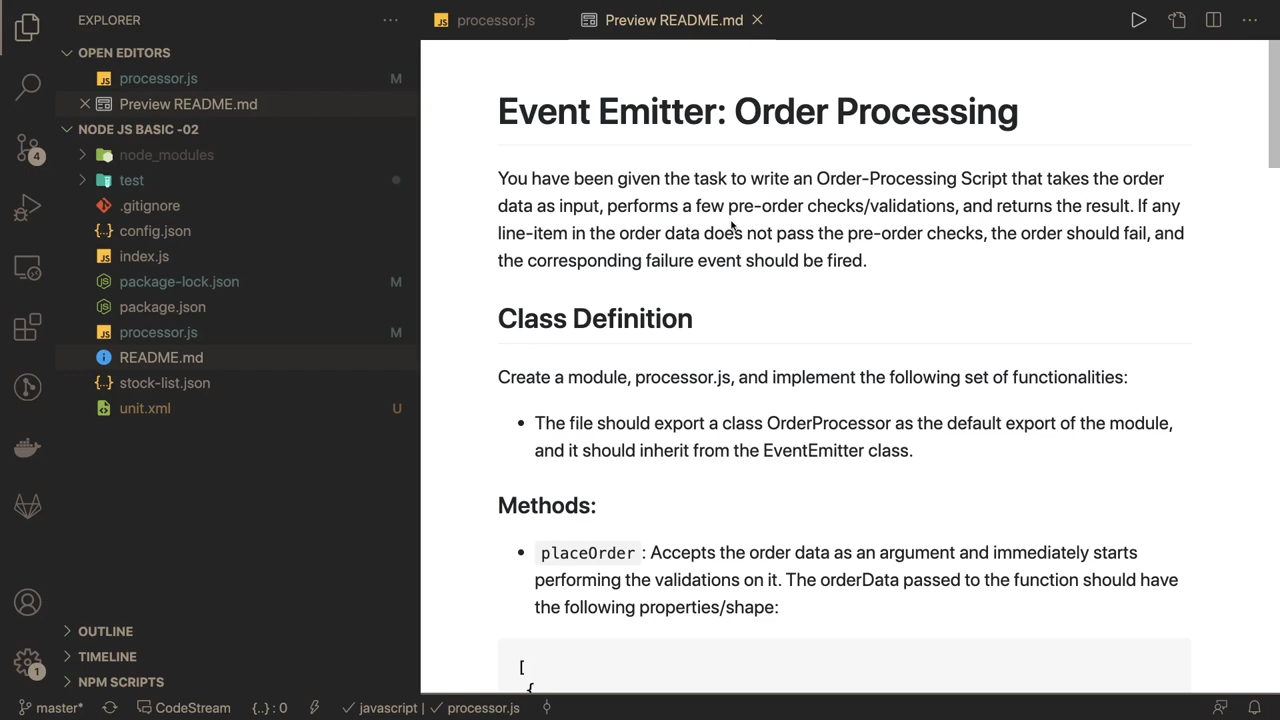 EXPLORER
processor.js
Preview README.md
OPEN EDITORS
processor.js
M
Preview README.md
NODE JS BASIC -02
node_modules
test
.gitignore
config.json
index.js
package-lock.json
M
package.json
processor.js
M
README.md
stock-list.json
unit.xml
U
OUTLINE
TIMELINE
NPM SCRIPTS
4
1
Event Emitter: Order Processing
You have been given the task to write an Order-Processing Script that takes the order
data as input, performs a few pre-order checks/validations, and returns the result. If any
line-item in the order data does not pass the pre-order checks, the order should fail, and
the corresponding failure event should be fired.
Class Definition
Create a module, processor.js, and implement the following set of functionalities:
• The file should export a class OrderProcessor as the default export of the module,
and it should inherit from the EventEmitter class.
Methods:
• placeOrder : Accepts the order data as an argument and immediately starts
performing the validations on it. The orderData passed to the function should have
the following properties/shape:
[
{
master*
CodeStream
{..} : 0
javascript |
processor.js